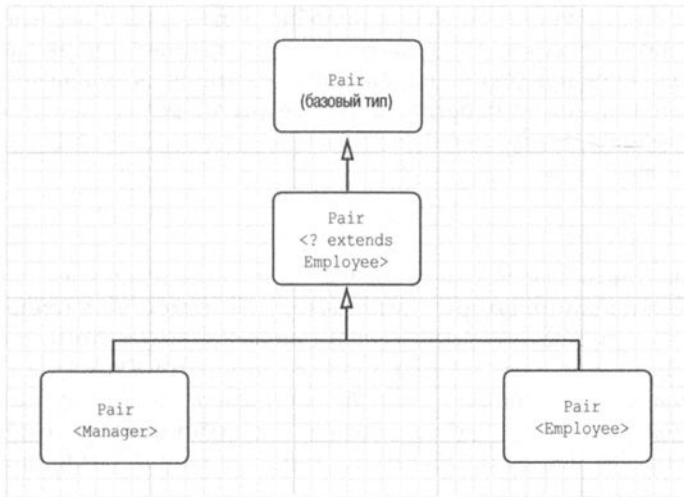 Pair
(базовый тип)
Pair
<? extends
Employee>
Pair
<Manager>
Pair
<Employee>